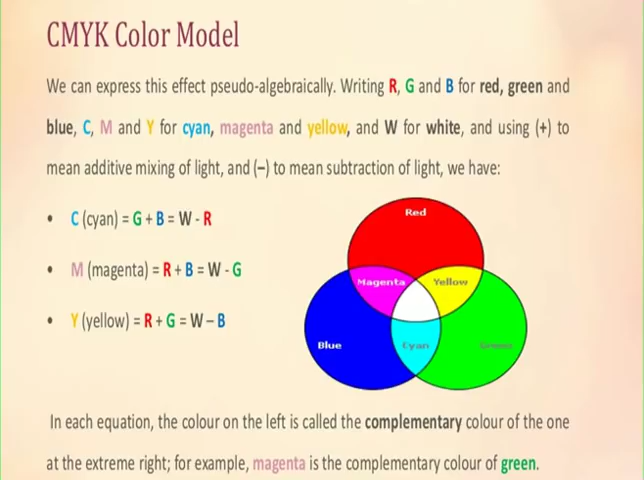 CMYK Color Model
We can express this effect pseudo-algebraically. Writing R, G and B for red, green and
blue, C, M and Y for cyan, magenta and yellow, and W for white, and using (+) to
mean additive mixing of light, and (–) to mean subtraction of light, we have:
• C (cyan) = G + B = W - R
• M (magenta) = R + B = W - G
• Y (yellow) = R + G = W – B
Red
Magenta
Yellow
Blue
Cyan
Green
In each equation, the colour on the left is called the complementary colour of the one
at the extreme right; for example, magenta is the complementary colour of green.